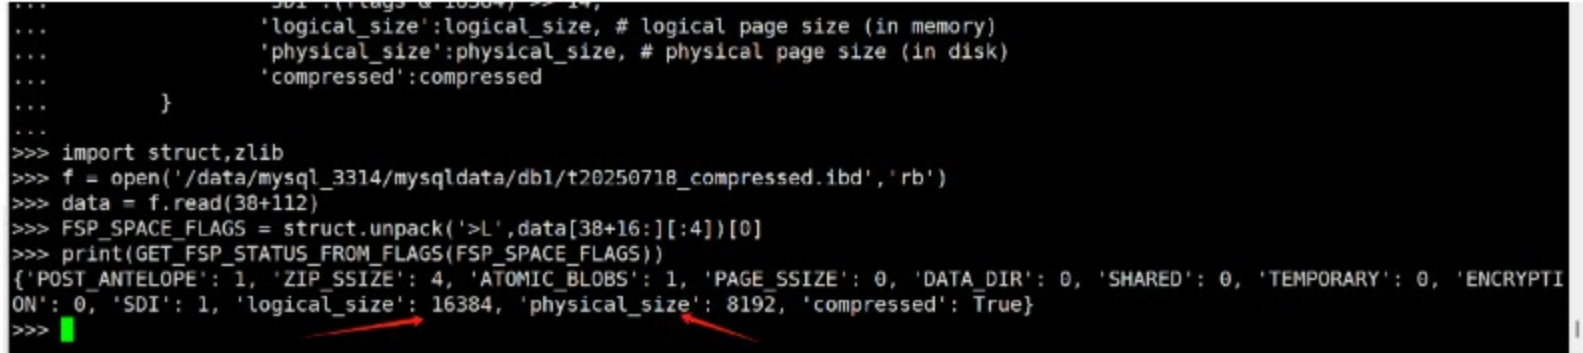 ...             'SDI':(flags & 16384) >> 14,
...             'logical_size':logical_size, # logical page size (in memory)
...             'physical_size':physical_size, # physical page size (in disk)
...             'compressed':compressed
...         }
...
>>> import struct,zlib
>>> f = open('/data/mysql_3314/mysqldata/db1/t20250718_compressed.ibd','rb')
>>> data = f.read(38+112)
>>> FSP_SPACE_FLAGS = struct.unpack('>L',data[38+16:][:4])[0]
>>> print(GET_FSP_STATUS_FROM_FLAGS(FSP_SPACE_FLAGS))
{'POST_ANTELOPE': 1, 'ZIP_SSIZE': 4, 'ATOMIC_BLOBS': 1, 'PAGE_SSIZE': 0, 'DATA_DIR': 0, 'SHARED': 0, 'TEMPORARY': 0, 'ENCRYPTI
ON': 0, 'SDI': 1, 'logical_size': 16384, 'physical_size': 8192, 'compressed': True}
>>>